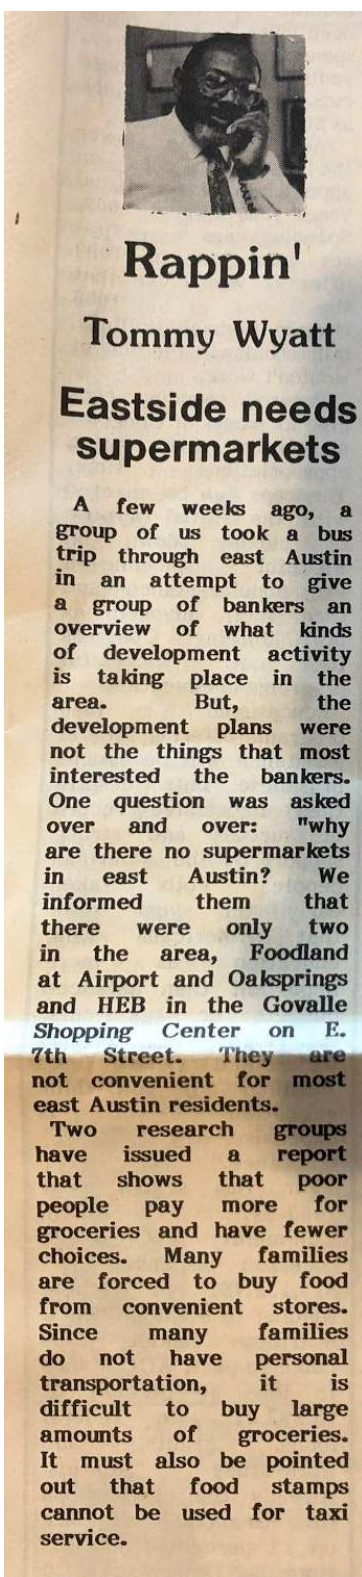 Rappin'
Tommy Wyatt
Eastside needs
supermarkets
A few weeks ago, a
group of us took a bus
trip through east Austin
in an attempt to give
a group of bankers an
overview of what kinds
of development activity
is taking place in the
area. But, the
development plans were
not the things that most
interested the bankers.
One question was asked
over and over: "why
are there no supermarkets
in east Austin? We
informed them that
there were only two
in the area, Foodland
at Airport and Oaksprings
and HEB in the Govalle
Shopping Center on E.
7th Street. They are
not convenient for most
east Austin residents.
Two research groups
have issued a report
that shows that poor
people pay more for
groceries and have fewer
choices. Many families
are forced to buy food
from convenient stores.
Since many families
do not have personal
transportation, it is
difficult to buy large
amounts of groceries.
It must also be pointed
out that food stamps
cannot be used for taxi
service.